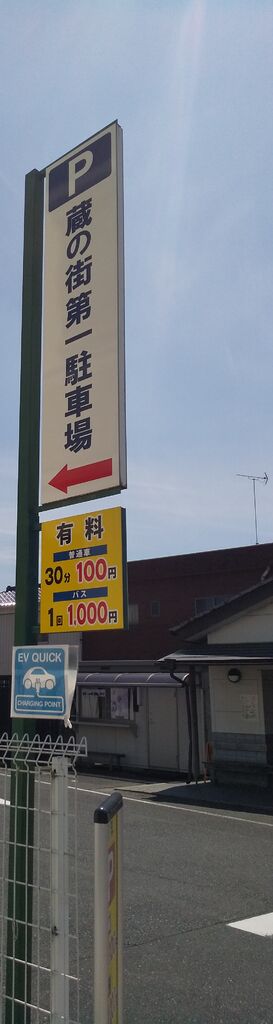 P
蔵の街第一駐車場
有料
普通車
30分 100円
バス
1回 1,000円
EV QUICK
CHARGING POINT